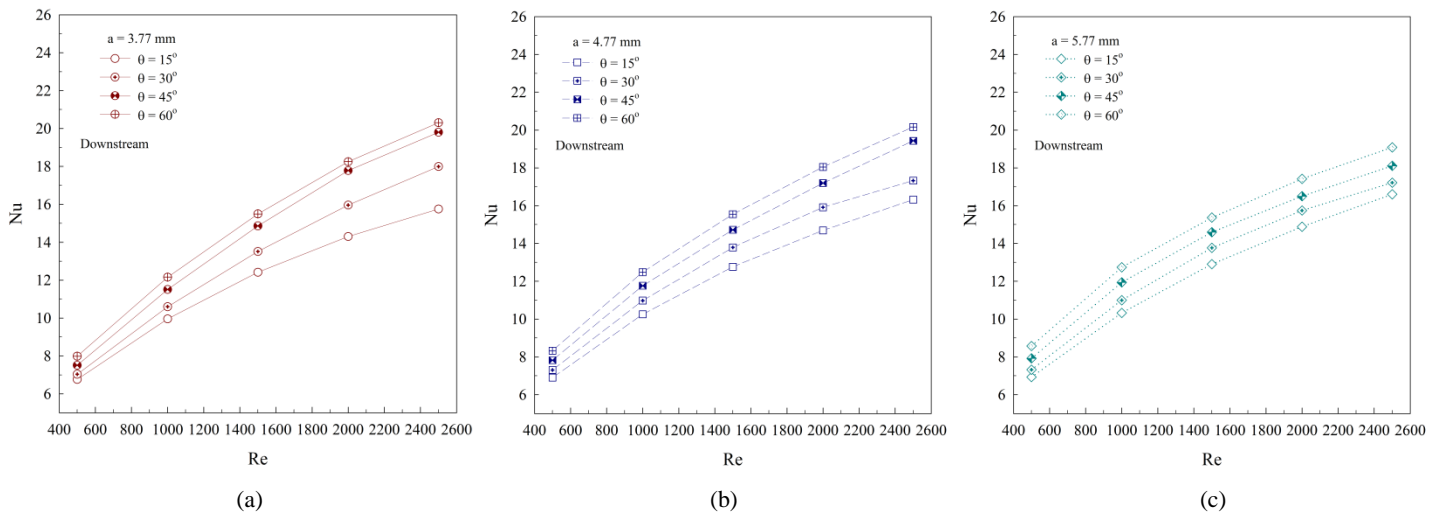 26
24
22
20
18
16
14
12
10
8
6
Nu
a = 3.77 mm
θ = 15°
θ = 30°
θ = 45°
θ = 60°
Downstream
400 600 800 1000 1200 1400 1600 1800 2000 2200 2400 2600
Re
(a)
26
24
22
20
18
16
14
12
10
8
6
Nu
a = 4.77 mm
θ = 15°
θ = 30°
θ = 45°
θ = 60°
Downstream
400 600 800 1000 1200 1400 1600 1800 2000 2200 2400 2600
Re
(b)
26
24
22
20
18
16
14
12
10
8
6
Nu
a = 5.77 mm
θ = 15°
θ = 30°
θ = 45°
θ = 60°
Downstream
400 600 800 1000 1200 1400 1600 1800 2000 2200 2400 2600
Re
(c)